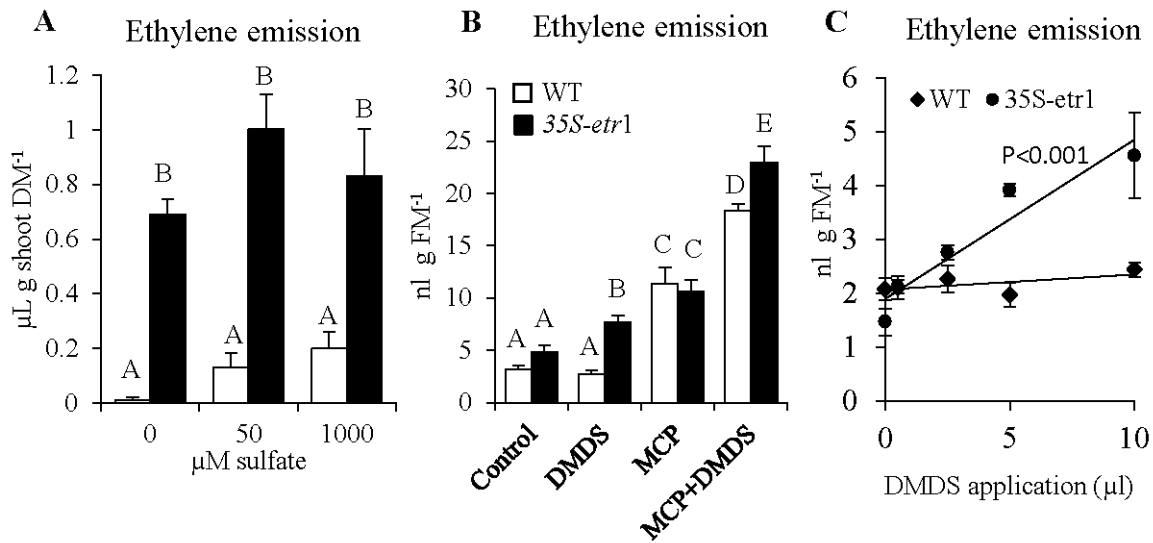 A
Ethylene emission
1.2
1
0.8
0.6
0.4
0.2
0
µL g shoot DM⁻¹
A
B
A
B
A
B
0
50
1000
µM sulfate
B
Ethylene emission
WT
35S-etr1
30
25
20
15
10
5
0
nl g FM⁻¹
A
A
A
B
C
C
D
E
Control
DMDS
MCP
MCP+DMDS
C
Ethylene emission
WT
35S-etr1
P<0.001
6
5
4
3
2
1
0
nl g FM⁻¹
0
5
10
DMDS application (µl)